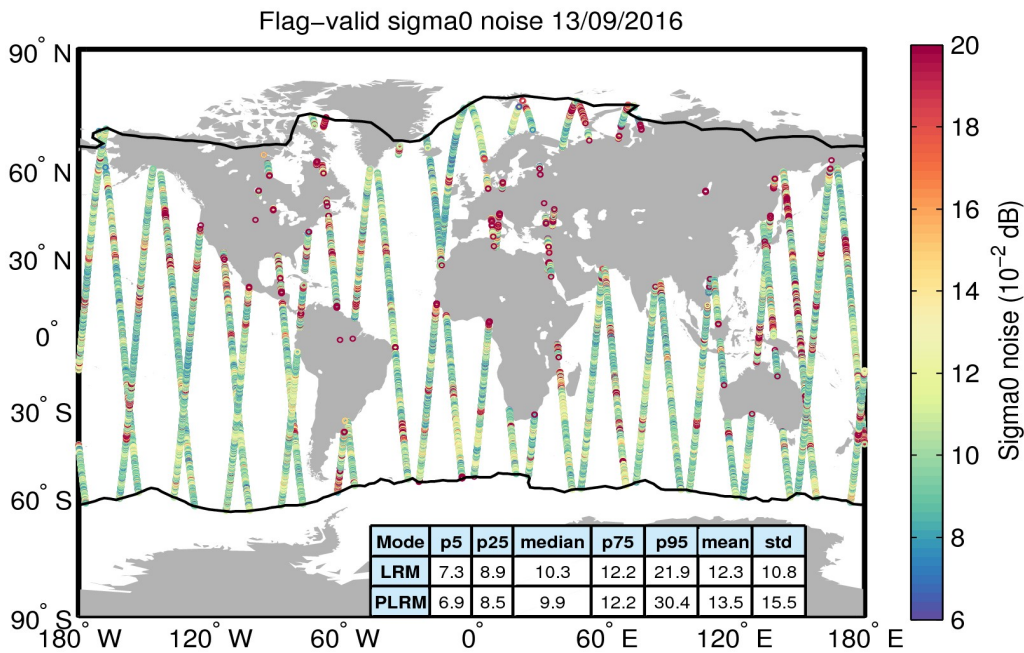 Flag−valid sigma0 noise 13/09/2016
90° N
60° N
30° N
0°
30° S
60° S
90° S
180° W
120° W
60° W
0°
60° E
120° E
180° E
Mode p5 p25 median p75 p95 mean std
LRM 7.3 8.9 10.3 12.2 21.9 12.3 10.8
PLRM 6.9 8.5 9.9 12.2 30.4 13.5 15.5
20
18
16
14
12
10
8
6
Sigma0 noise (10⁻² dB)